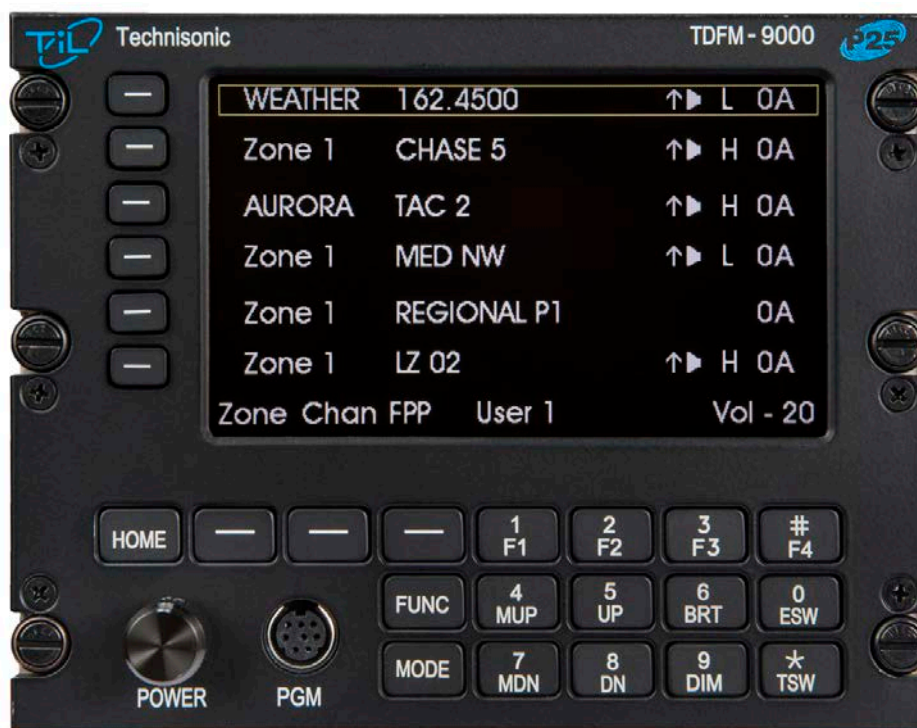 TiL Technisonic TDFM - 9000 P25
WEATHER 162.4500 ↑ L 0A
Zone 1 CHASE 5 ↑ H 0A
AURORA TAC 2 ↑ H 0A
Zone 1 MED NW ↑ L 0A
Zone 1 REGIONAL P1 0A
Zone 1 LZ 02 ↑ H 0A
Zone Chan FPP User 1 Vol - 20
HOME 1 F1 2 F2 3 F3 # F4
FUNC 4 MUP 5 UP 6 BRT 0 ESW
MODE 7 MDN 8 DN 9 DIM * TSW
POWER PGM